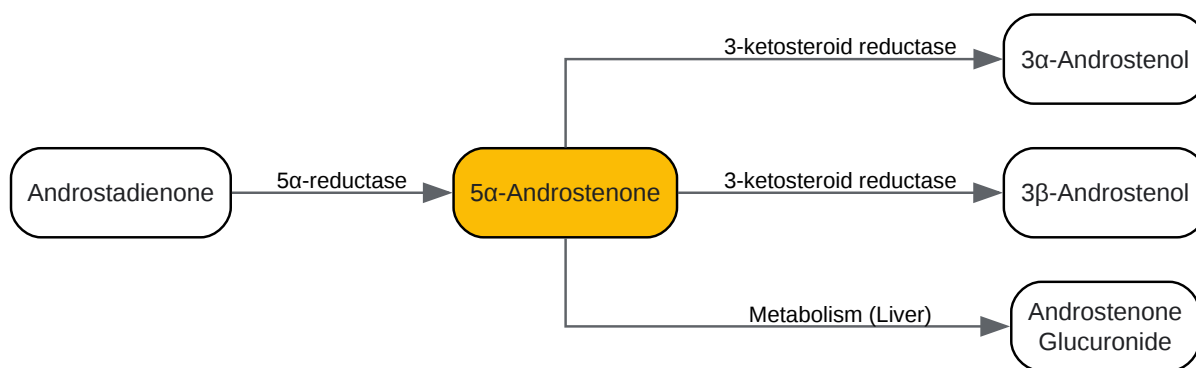 3-ketosteroid reductase
3α-Androstenol
Androstadienone
5α-reductase
5α-Androstenone
3-ketosteroid reductase
3β-Androstenol
Metabolism (Liver)
Androstenone
Glucuronide